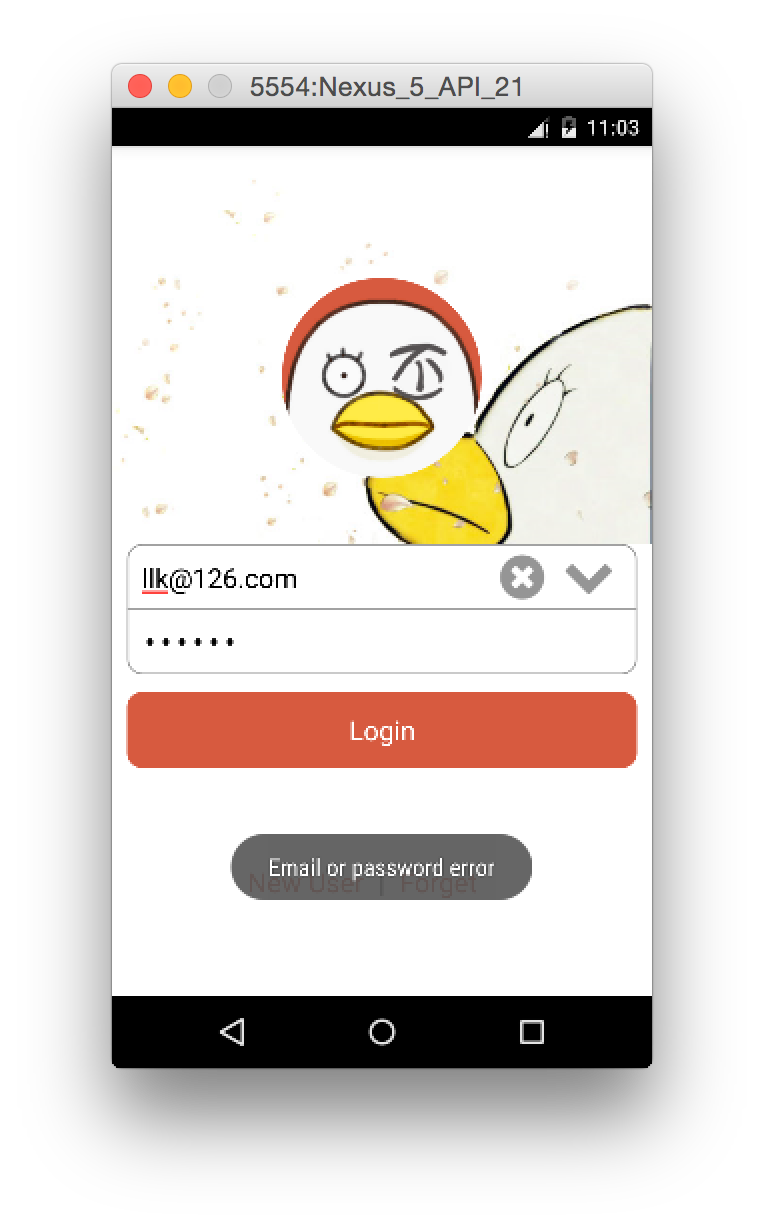 5554:Nexus_5_API_21
11:03
llk@126.com
••••••
Login
Email or password error
New User | Forget